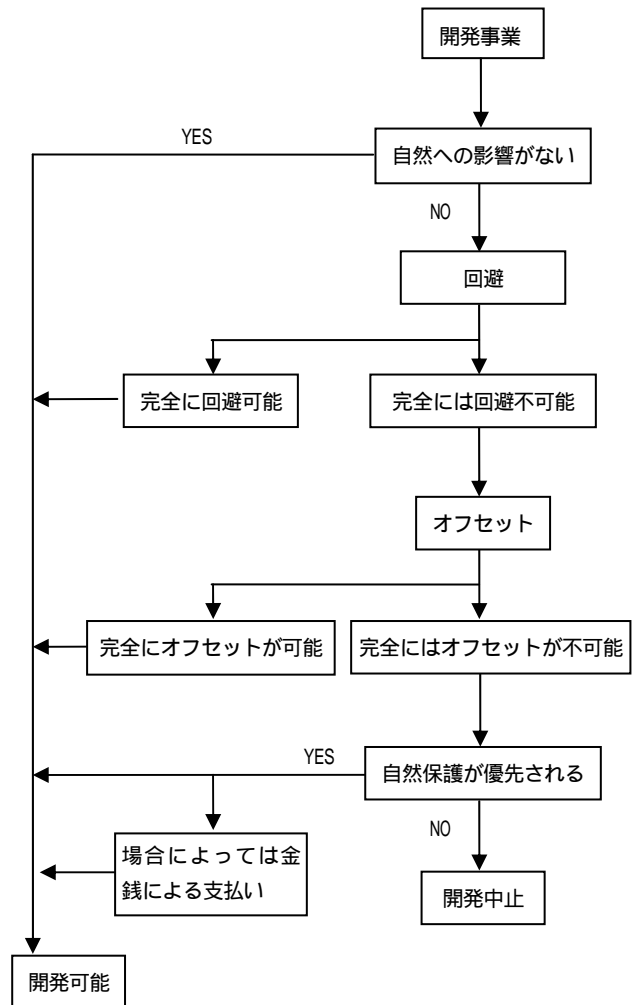 開発事業
YES
自然への影響がない
NO
回避
完全に回避可能
完全には回避不可能
オフセット
完全にオフセットが可能
完全にはオフセットが不可能
YES
自然保護が優先される
NO
場合によっては金
銭による支払い
開発中止
開発可能